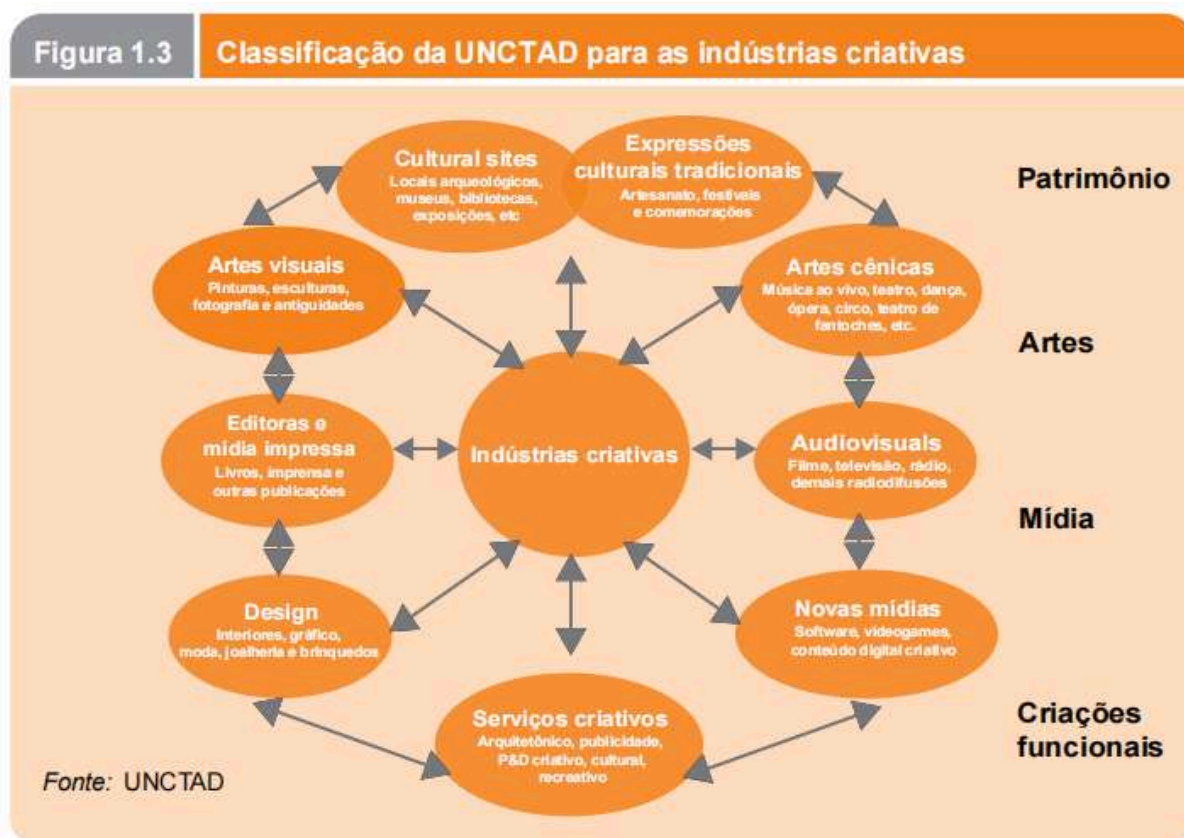 Figura 1.3
Classificação da UNCTAD para as indústrias criativas
Cultural sites
Locais arqueológicos,
museus, bibliotecas,
exposições, etc
Expressões
culturais tradicionais
Artesanato, festivais
e comemorações
Patrimônio
Artes visuais
Pinturas, esculturas,
fotografia e antiguidades
Artes cênicas
Música ao vivo, teatro, dança,
ópera, circo, teatro de
fantoches, etc.
Artes
Editoras e
mídia impressa
Livros, imprensa e
outras publicações
Indústrias criativas
Audiovisuais
Filme, televisão, rádio,
demais radiodifusões
Mídia
Design
Interiores, gráfico,
moda, joalheria e brinquedos
Novas mídias
Software, videogames,
conteúdo digital criativo
Serviços criativos
Arquitetônico, publicidade,
P&D criativo, cultural,
recreativo
Criações
funcionais
Fonte: UNCTAD